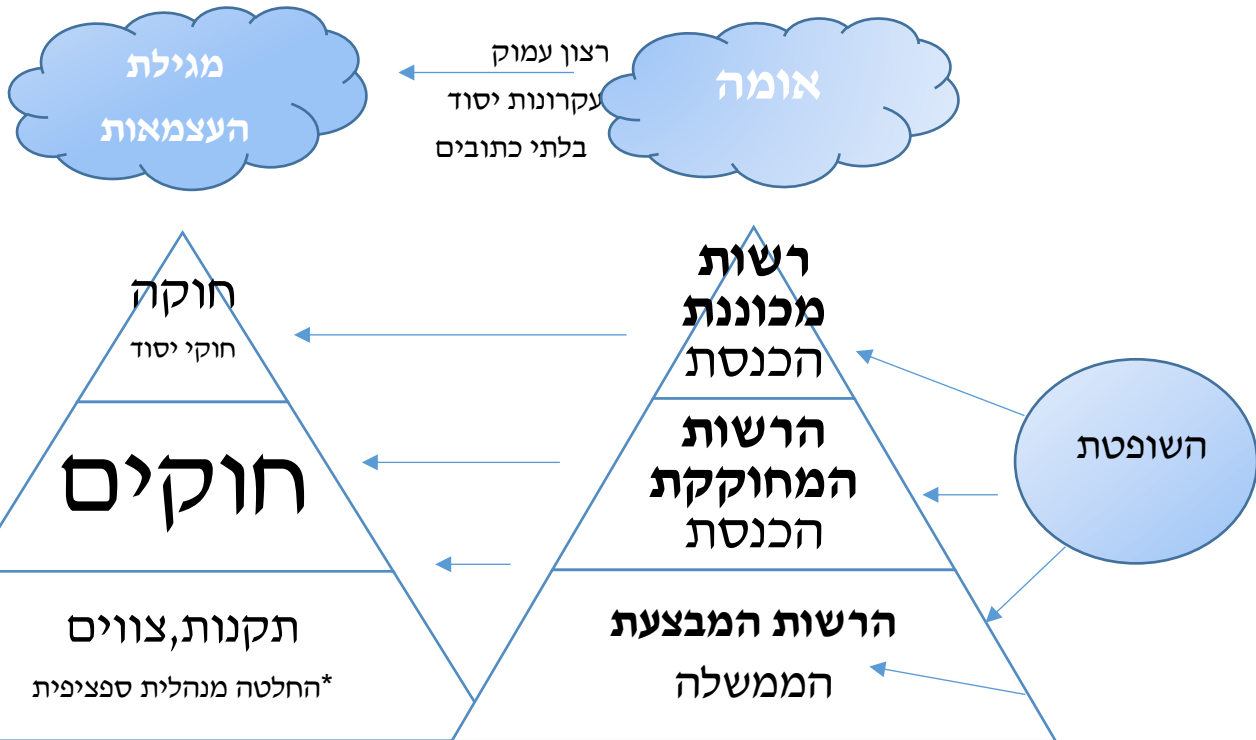 אומה
רצון עמוק
עקרונות יסוד
בלתי כתובים
מגילת
העצמאות
רשות
מכוננת
הכנסת
חוקה
חוקי יסוד
השופטת
הרשות
המחוקקת
הכנסת
חוקים
הרשות המבצעת
הממשלה
תקנות,צווים
*החלטה מנהלית ספציפית